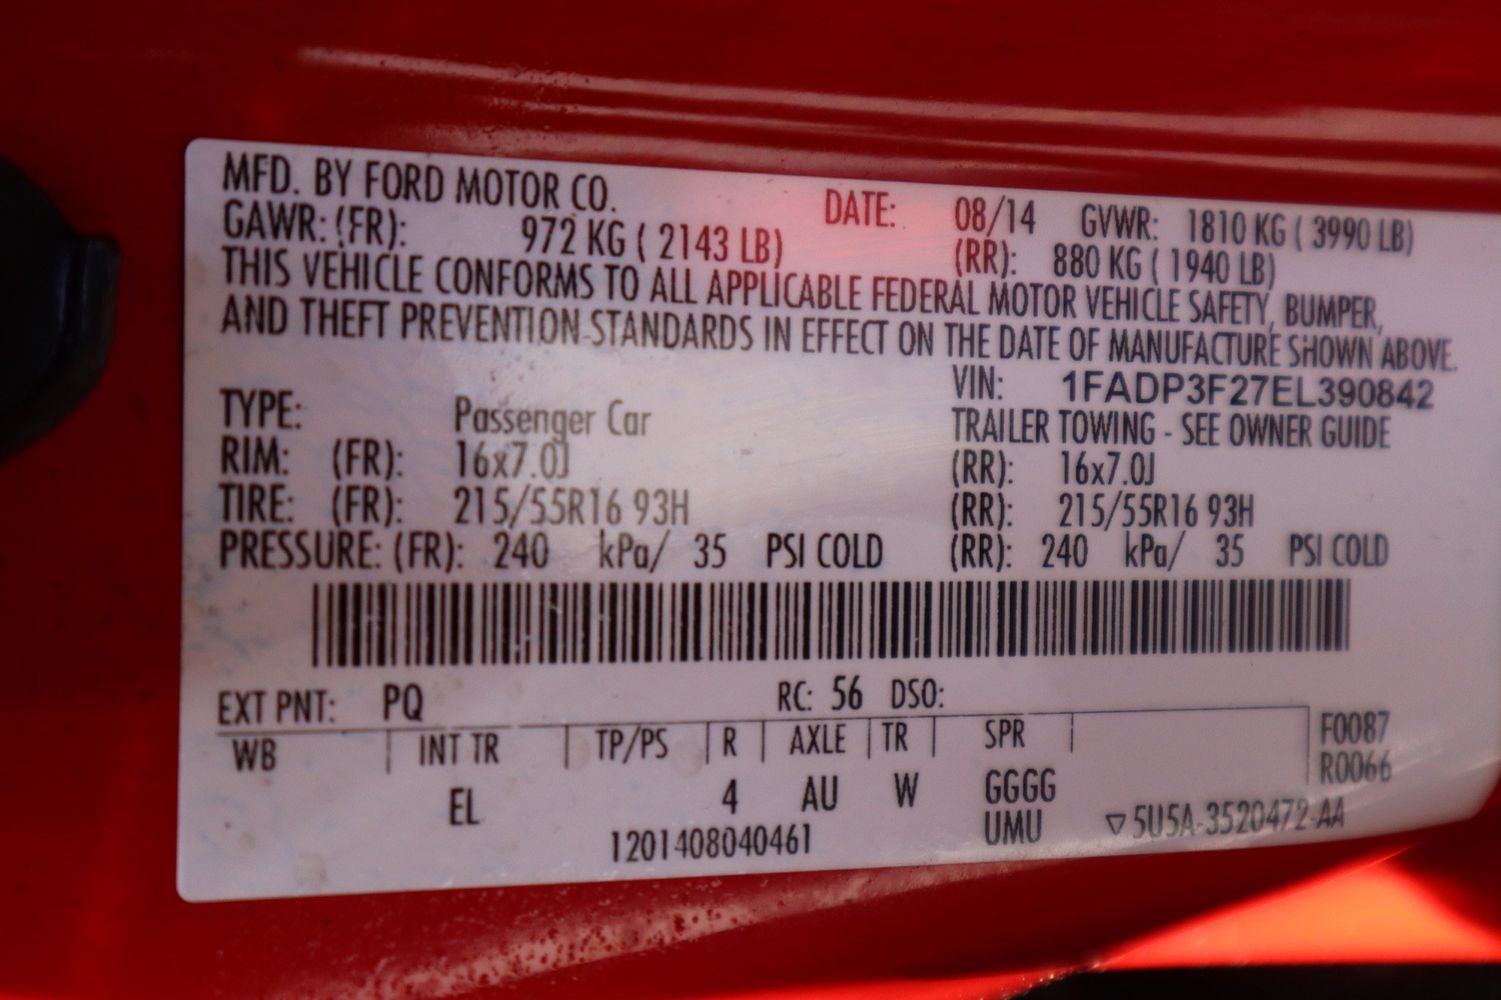 MFD. BY FORD MOTOR CO. DATE: 08/14 GVWR: 1810 KG ( 3990 LB)
GAWR: (FR): 972 KG ( 2143 LB) (RR): 880 KG ( 1940 LB)
THIS VEHICLE CONFORMS TO ALL APPLICABLE FEDERAL MOTOR VEHICLE SAFETY, BUMPER,
AND THEFT PREVENTION STANDARDS IN EFFECT ON THE DATE OF MANUFACTURE SHOWN ABOVE.
VIN: 1FADP3F27EL390842
TYPE: Passenger Car TRAILER TOWING - SEE OWNER GUIDE
RIM: (FR): 16x7.0J (RR): 16x7.0J
TIRE: (FR): 215/55R16 93H (RR): 215/55R16 93H
PRESSURE: (FR): 240 kPa/ 35 PSI COLD (RR): 240 kPa/ 35 PSI COLD
EXT PNT: PQ RC: 56 DSO:
WB INT TR TP/PS R AXLE TR SPR F0087
R0066
EL 4 AU W GGGG
1201408040461 UMU ▽5U5A-3520472-AA